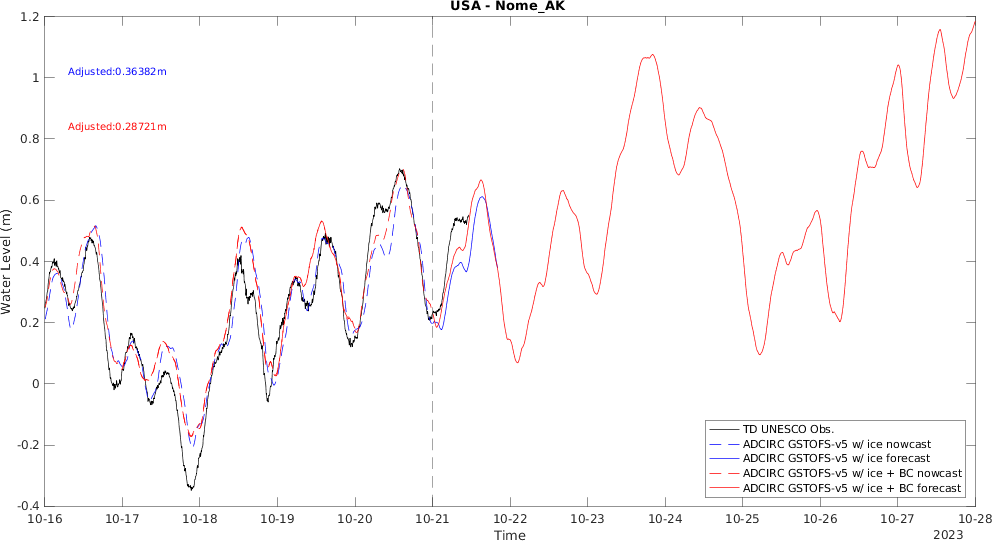 USA - Nome_AK
1.2
1
0.8
0.6
0.4
0.2
0
-0.2
-0.4
Water Level (m)
Adjusted:0.36382m
Adjusted:0.28721m
TD UNESCO Obs.
ADCIRC GSTOFS-v5 w/ ice nowcast
ADCIRC GSTOFS-v5 w/ ice forecast
ADCIRC GSTOFS-v5 w/ ice + BC nowcast
ADCIRC GSTOFS-v5 w/ ice + BC forecast
10-16 10-17 10-18 10-19 10-20 10-21 10-22 10-23 10-24 10-25 10-26 10-27 10-28
Time
2023